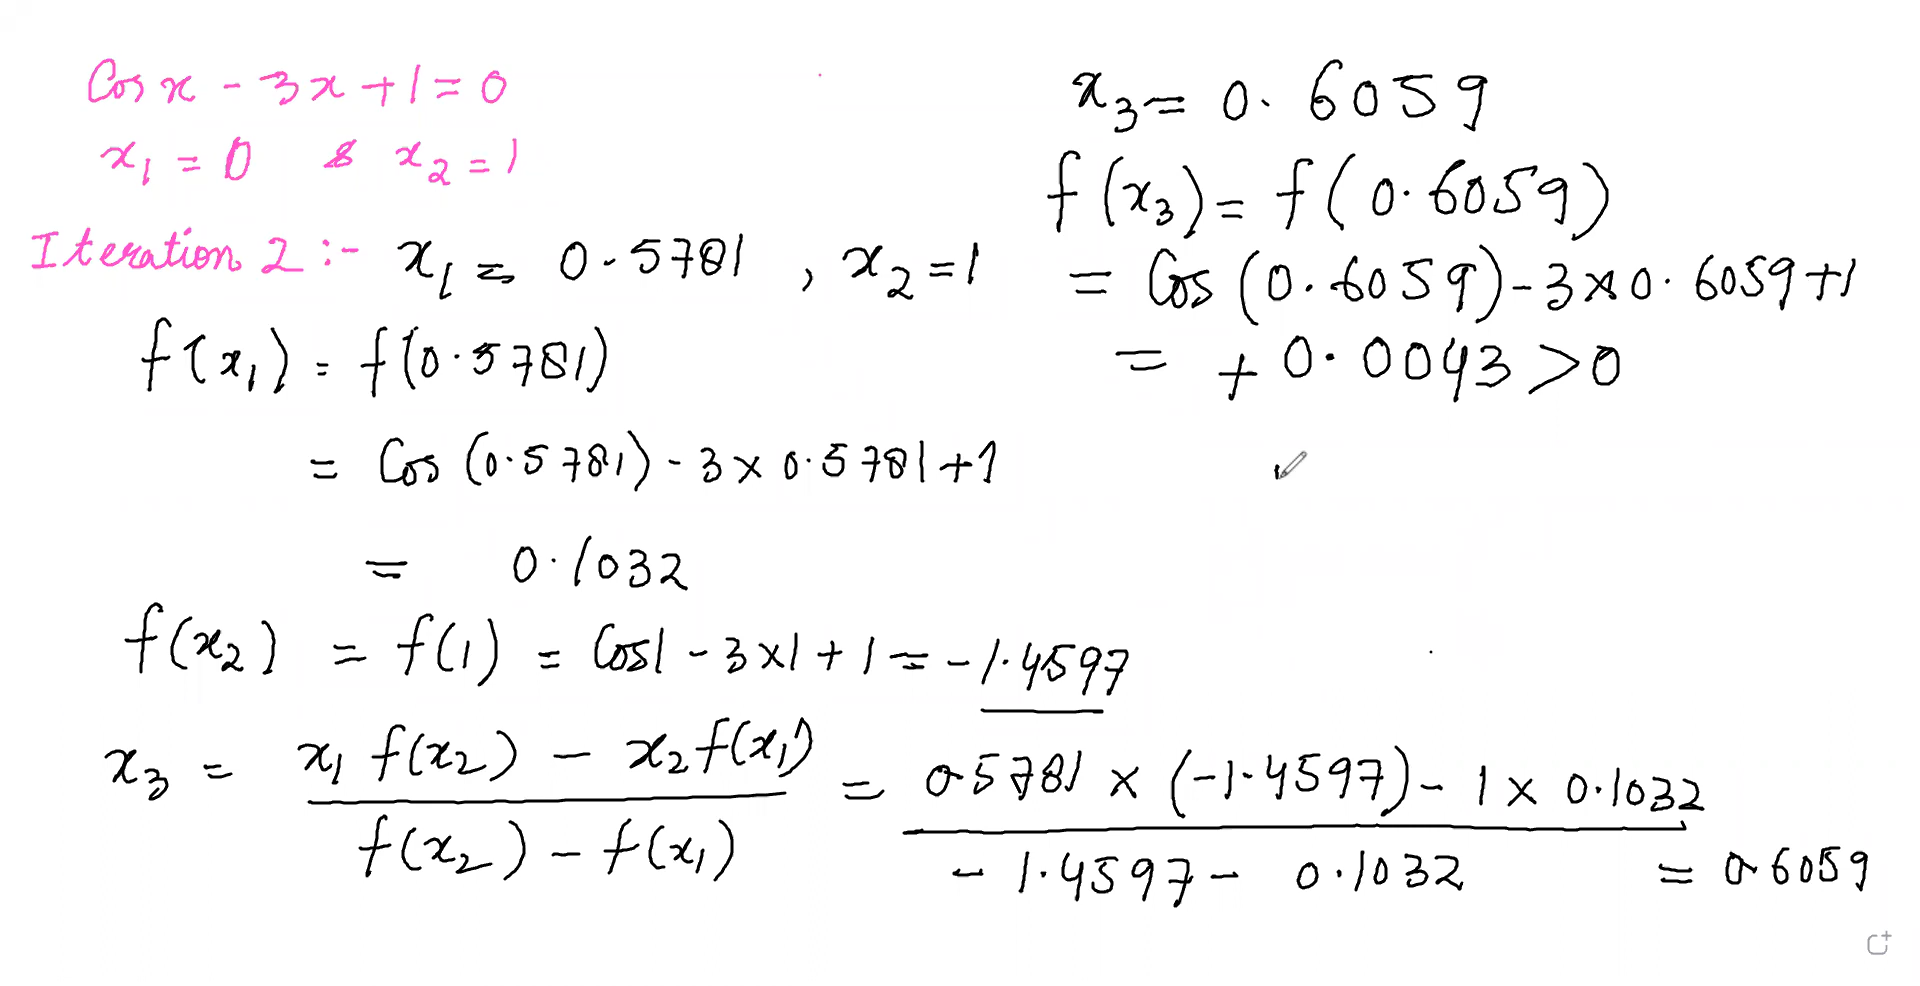 Cos x - 3x + 1 = 0
x₁ = 0 & x₂ = 1
Iteration 2 :- x₁ = 0.5781 , x₂ = 1
f(x₁) = f(0.5781)
= Cos (0.5781) - 3 × 0.5781 + 1
= 0.1032
f(x₂) = f(1) = Cos1 - 3×1 + 1 = -1.4597
x₃ = (x₁ f(x₂) - x₂ f(x₁)) / (f(x₂) - f(x₁)) = (0.5781 × (-1.4597) - 1 × 0.1032) / (-1.4597 - 0.1032) = 0.6059
x₃ = 0.6059
f(x₃) = f(0.6059)
= Cos (0.6059) - 3×0.6059 + 1
= + 0.0043 > 0